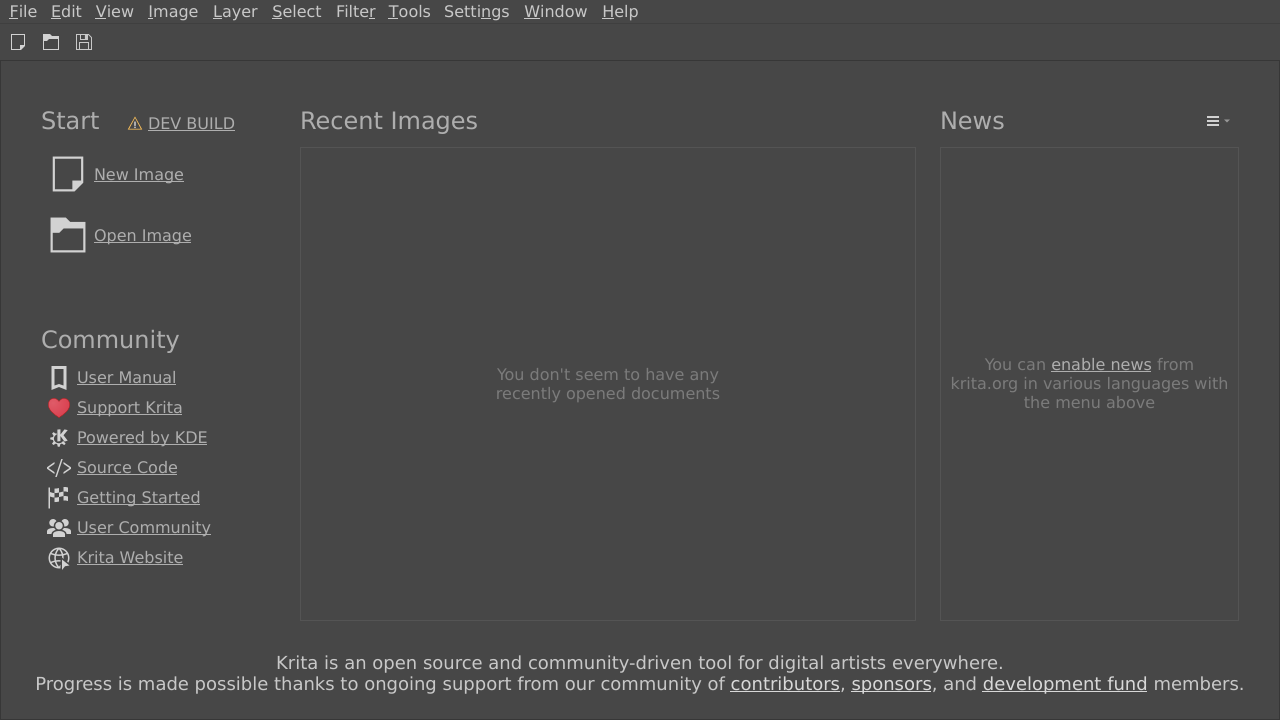 File Edit View Image Layer Select Filter Tools Settings Window Help
Start
DEV BUILD
New Image
Open Image
Community
User Manual
Support Krita
Powered by KDE
Source Code
Getting Started
User Community
Krita Website
Recent Images
You don't seem to have any
recently opened documents
News
You can enable news from
krita.org in various languages with
the menu above
Krita is an open source and community-driven tool for digital artists everywhere.
Progress is made possible thanks to ongoing support from our community of contributors, sponsors, and development fund members.